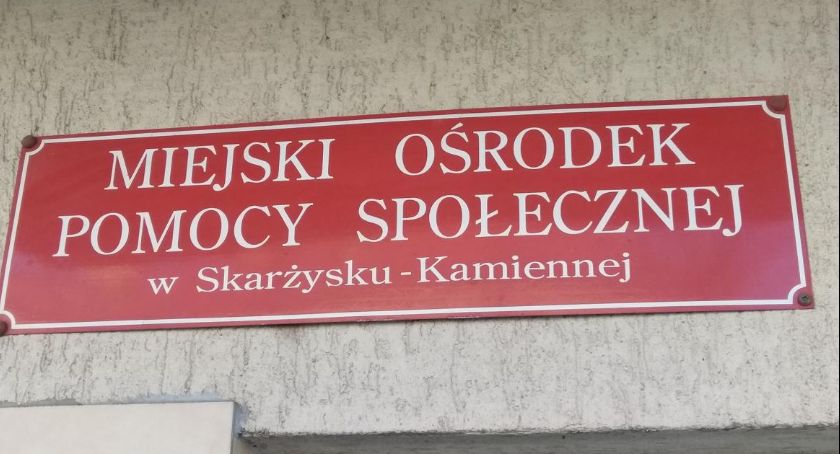 MIEJSKI OŚRODEK
POMOCY SPOŁECZNEJ
w Skarżysku-Kamiennej